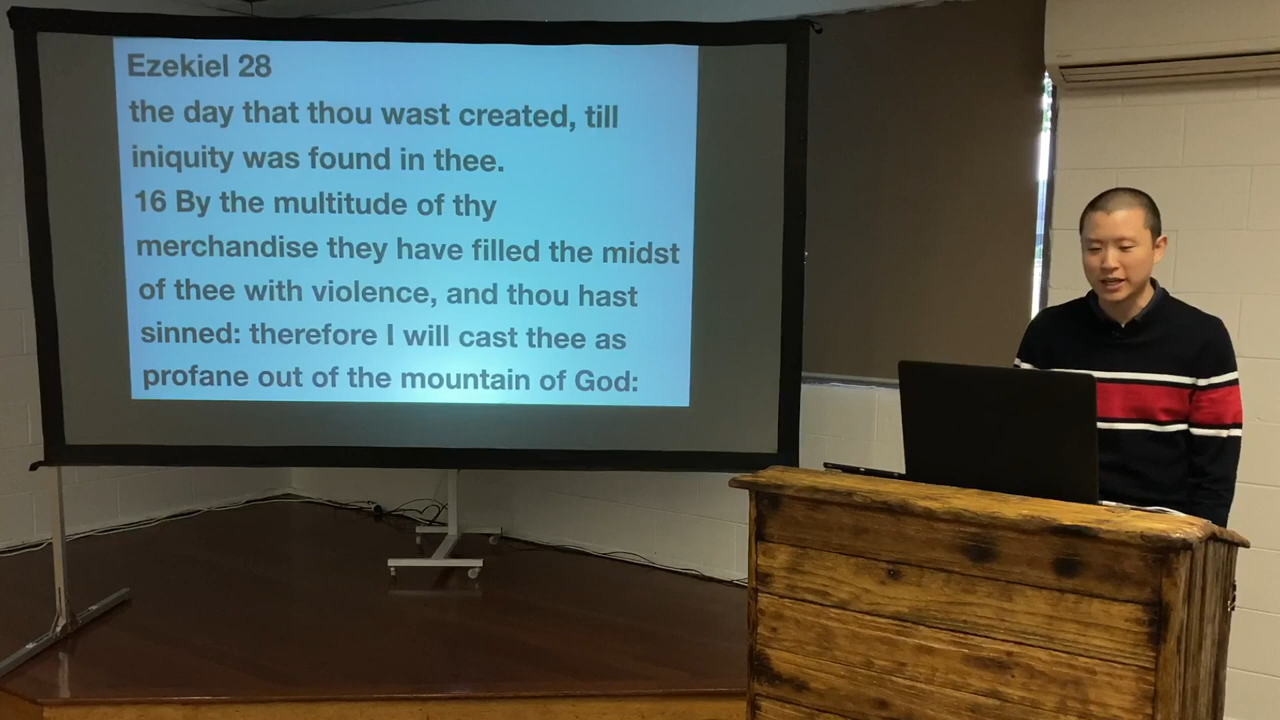 Ezekiel 28
the day that thou wast created, till
iniquity was found in thee.
16 By the multitude of thy
merchandise they have filled the midst
of thee with violence, and thou hast
sinned: therefore I will cast thee as
profane out of the mountain of God: